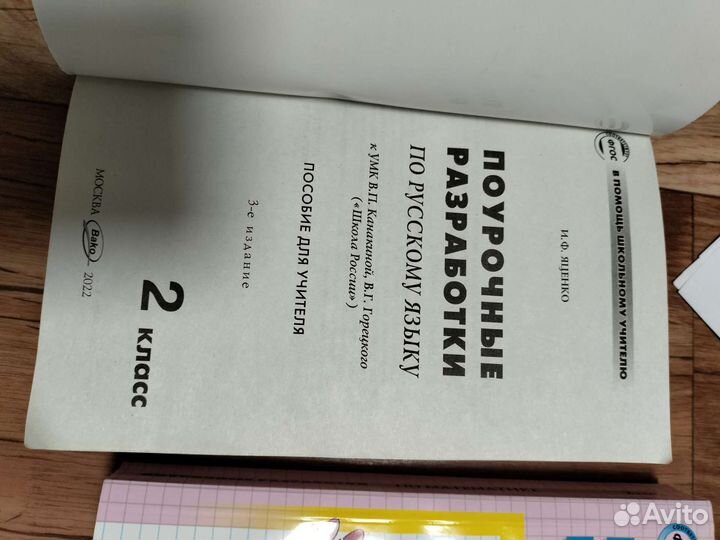 ФГОС
В ПОМОЩЬ ШКОЛЬНОМУ УЧИТЕЛЮ
И.Ф. ЯЦЕНКО
ПОУРОЧНЫЕ
РАЗРАБОТКИ
ПО РУССКОМУ ЯЗЫКУ
к УМК В.П. Канакиной, В.Г. Горецкого
(«Школа России»)
ПОСОБИЕ ДЛЯ УЧИТЕЛЯ
3-е издание
2 класс
МОСКВА Вако 2022
Avito